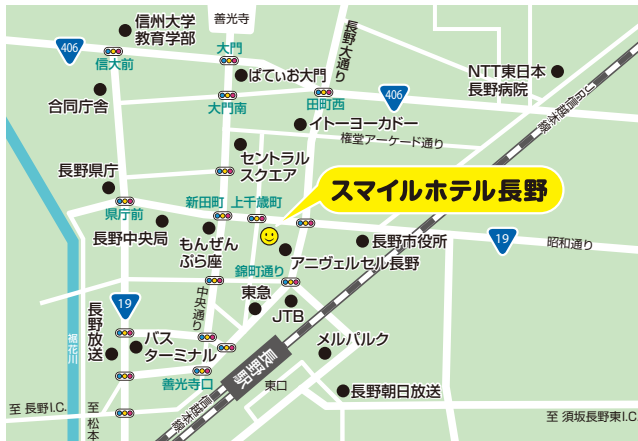 信州大学
教育学部
善光寺
長野大通り
406
信大前
大門
ぱてぃお大門
NTT東日本
長野病院
合同庁舎
大門南
田町西
406
JR信越本線
イトーヨーカドー
権堂アーケード通り
セントラル
スクエア
長野県庁
新田町
上千歳町
スマイルホテル長野
県庁前
長野中央局
もんぜん
ぷら座
長野市役所
19
昭和通り
アニヴェルセル長野
錦町通り
中央通り
東急
JTB
19
長野放送
裾花川
バス
ターミナル
メルパルク
長野駅
善光寺口
東口
長野朝日放送
至 長野I.C.
至 松本
信越本線
至 須坂長野東I.C